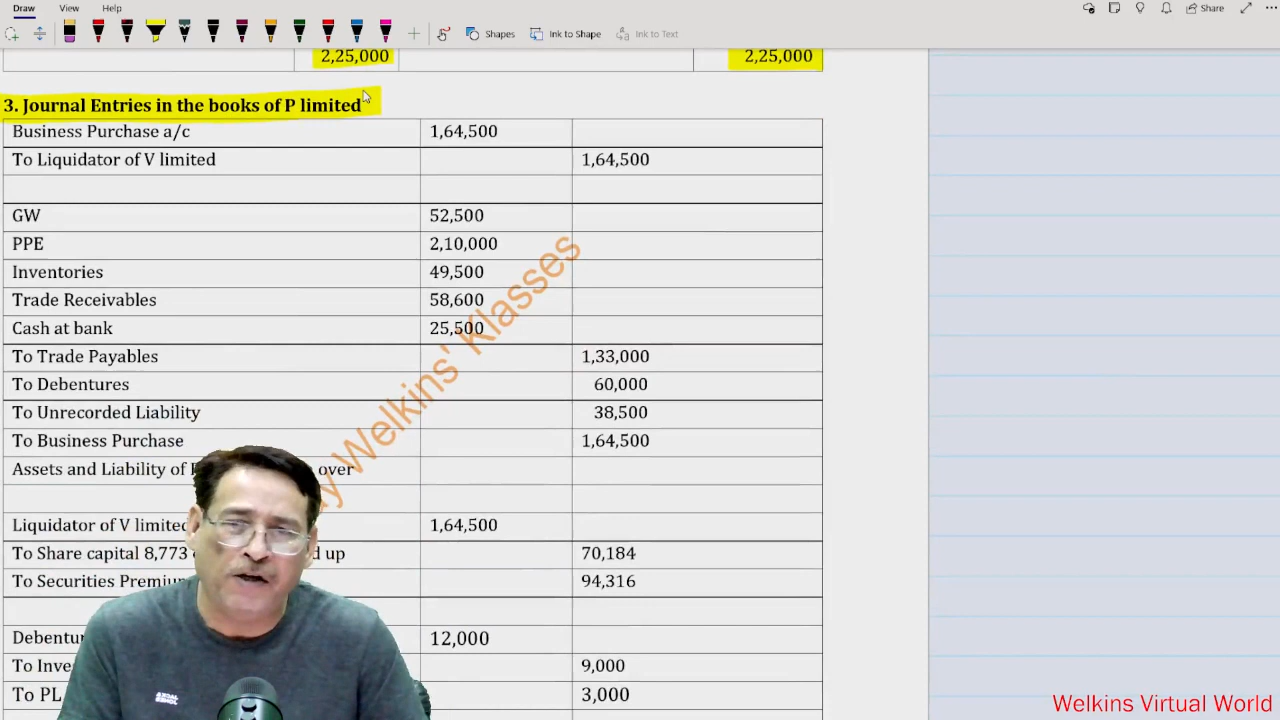 Draw View Help Share
Shapes Ink to Shape Ink to Text
2,25,000 2,25,000
3. Journal Entries in the books of P limited
Business Purchase a/c 1,64,500
To Liquidator of V limited 1,64,500
GW 52,500
PPE 2,10,000
Inventories 49,500
Trade Receivables 58,600
Cash at bank 25,500
To Trade Payables 1,33,000
To Debentures 60,000
To Unrecorded Liability 38,500
To Business Purchase 1,64,500
Assets and Liability of over
Liquidator of V limited 1,64,500
To Share capital 8,773 up 70,184
To Securities 94,316
12,000
To 9,000
To PL 3,000
Welkins' Klasses
Welkins Virtual World